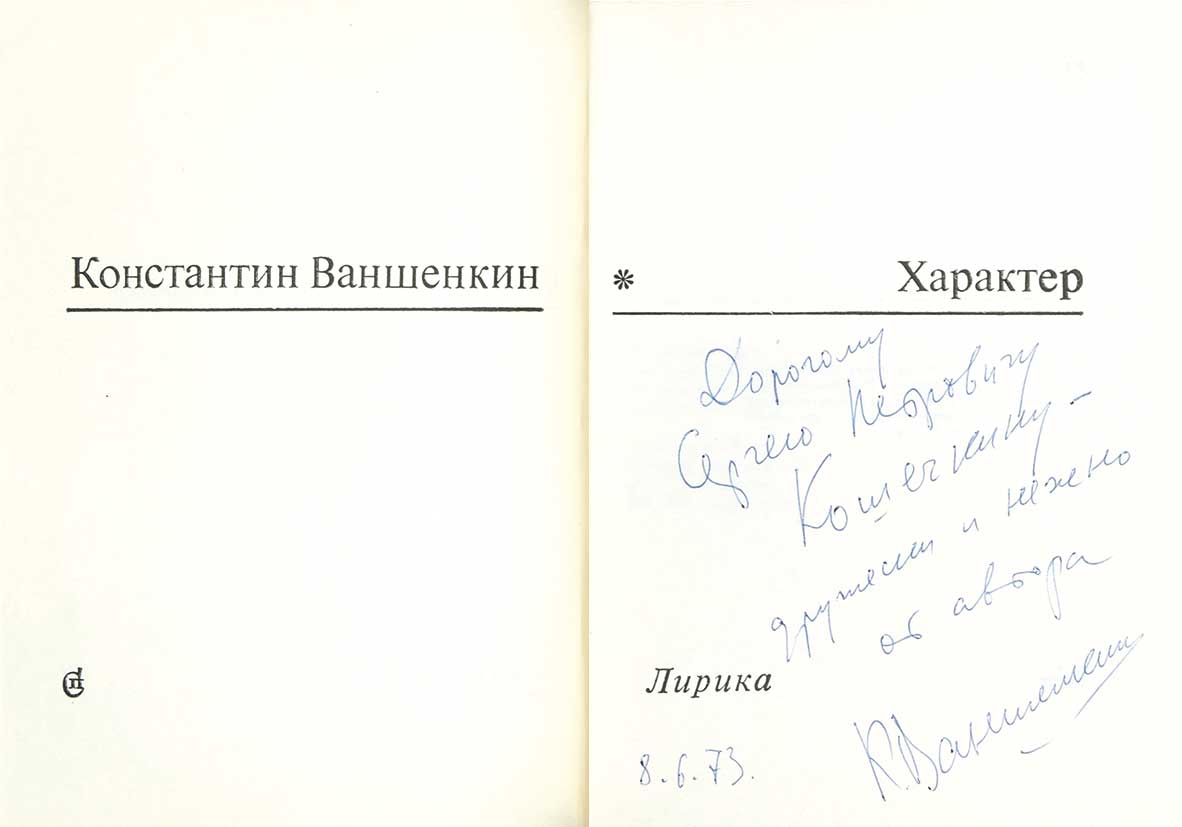 Константин Ваншенкин
* Характер
Дорогому
Сергею Петровичу
Кошечкину –
дружески и нежно
от автора
К. Ваншенкин
Лирика
8.6.73.